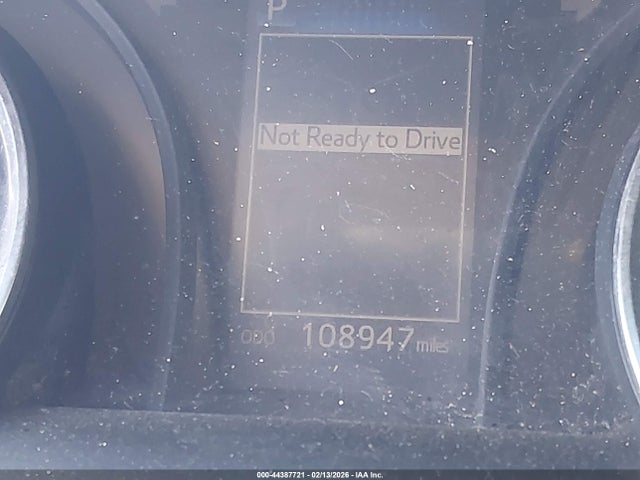 P
Not Ready to Drive
ODO 108947 miles
000-44387721 - 02/13/2026 - IAA Inc.